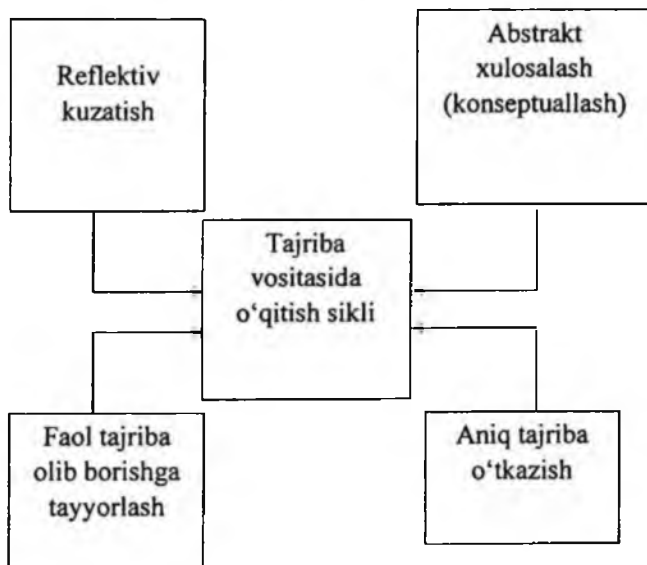 Reflektiv
kuzatish
Abstrakt
xulosalash
(konseptuallash)
Tajriba
vositasida
o‘qitish sikli
Faol tajriba
olib borishga
tayyorlash
Aniq tajriba
o‘tkazish